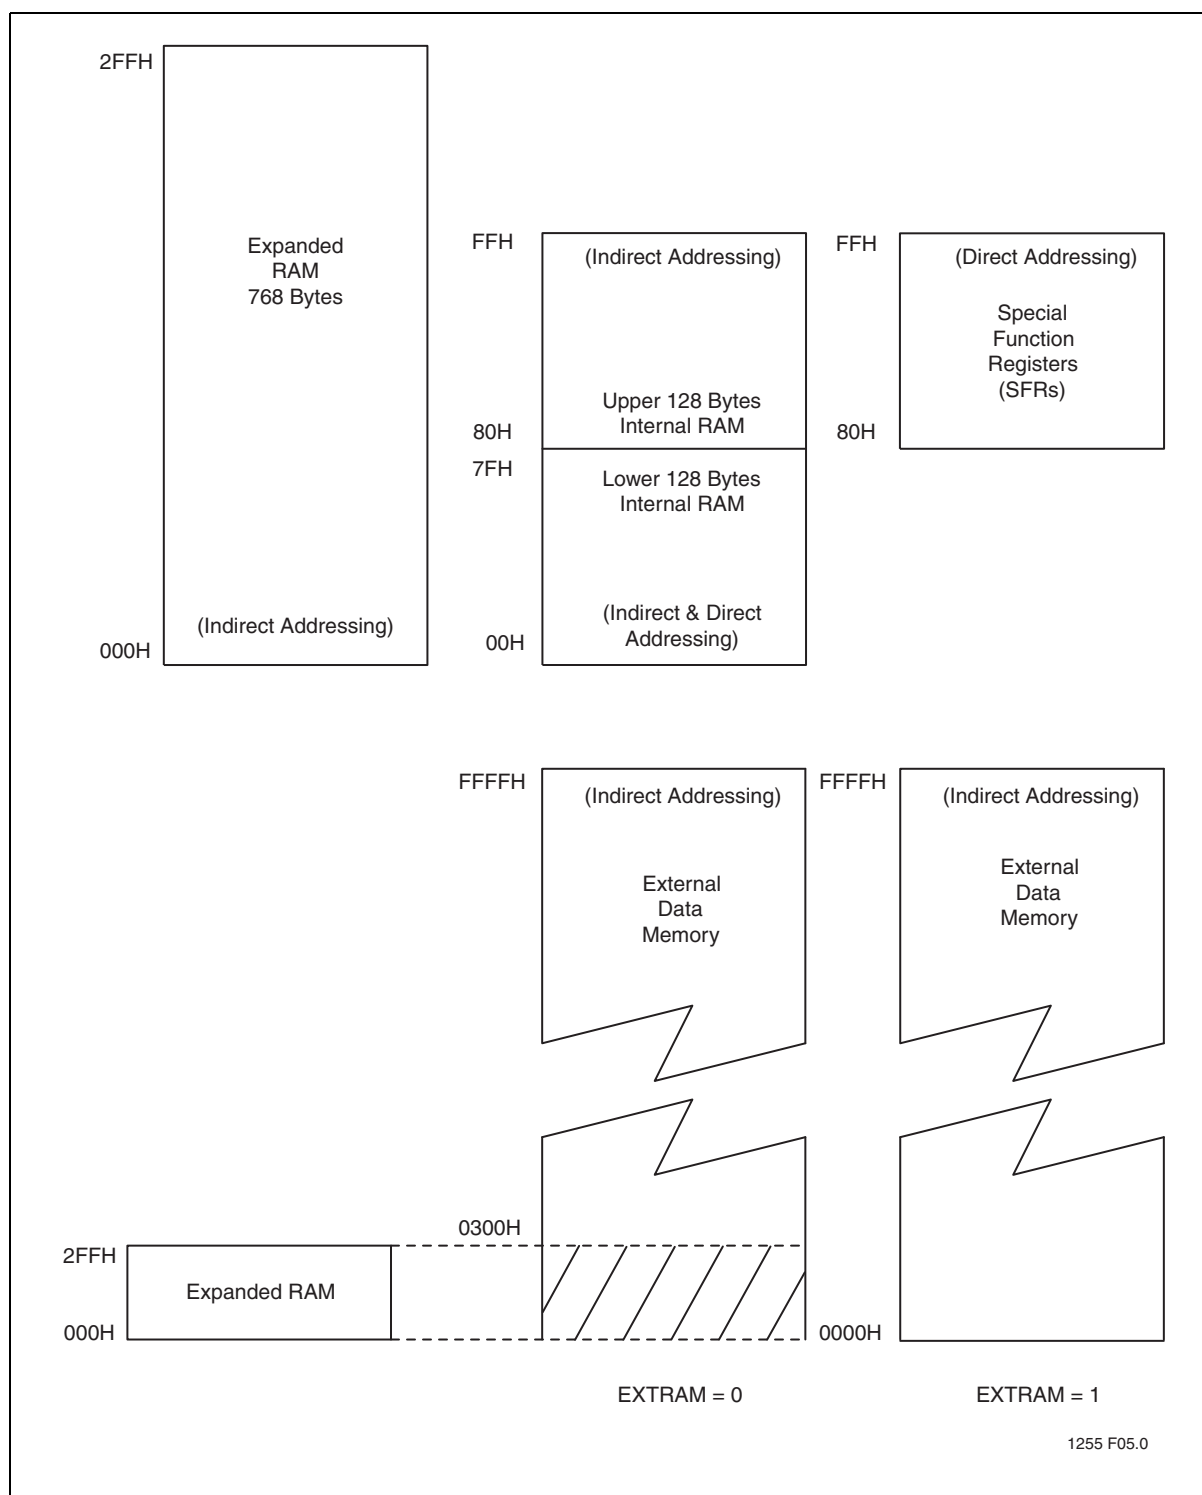 2FFH
Expanded
RAM
768 Bytes
(Indirect Addressing)
000H
FFH
(Indirect Addressing)
Upper 128 Bytes
Internal RAM
80H
7FH
Lower 128 Bytes
Internal RAM
(Indirect & Direct
Addressing)
00H
FFH
(Direct Addressing)
Special
Function
Registers
(SFRs)
80H
FFFFH
(Indirect Addressing)
External
Data
Memory
FFFFH
(Indirect Addressing)
External
Data
Memory
2FFH
Expanded RAM
000H
0300H
0000H
EXTRAM = 0
EXTRAM = 1
1255 F05.0